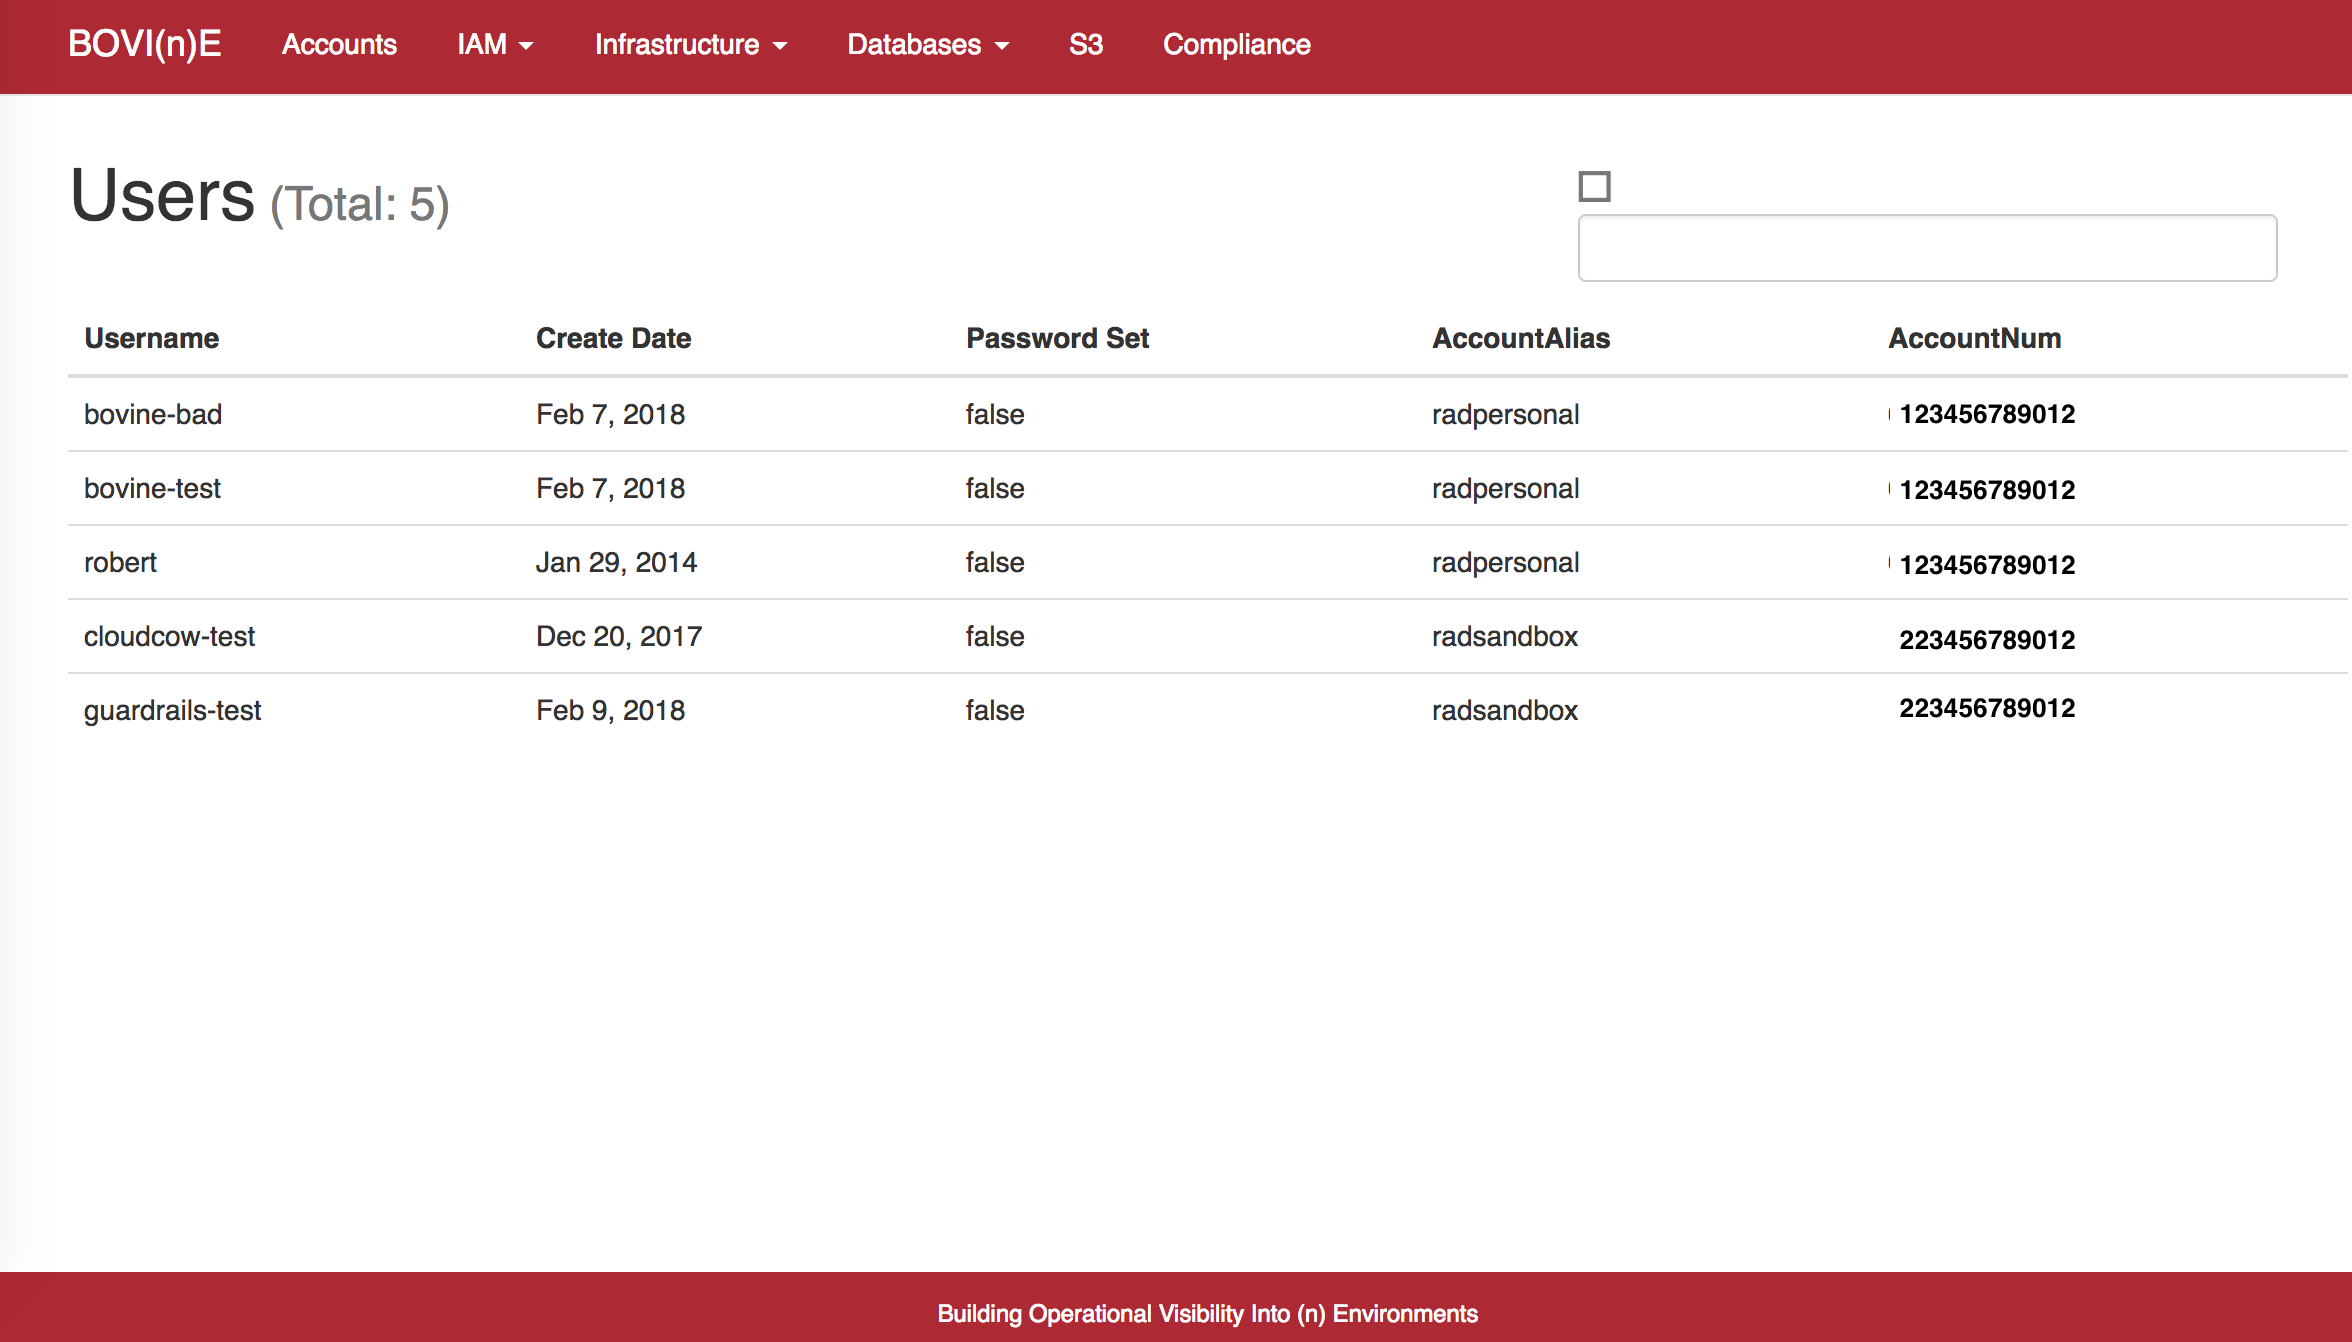 BOVI(n)E Accounts IAM Infrastructure Databases S3 Compliance
Users (Total: 5)
Username Create Date Password Set AccountAlias AccountNum
bovine-bad Feb 7, 2018 false radpersonal 123456789012
bovine-test Feb 7, 2018 false radpersonal 123456789012
robert Jan 29, 2014 false radpersonal 123456789012
cloudcow-test Dec 20, 2017 false radsandbox 223456789012
guardrails-test Feb 9, 2018 false radsandbox 223456789012
Building Operational Visibility Into (n) Environments